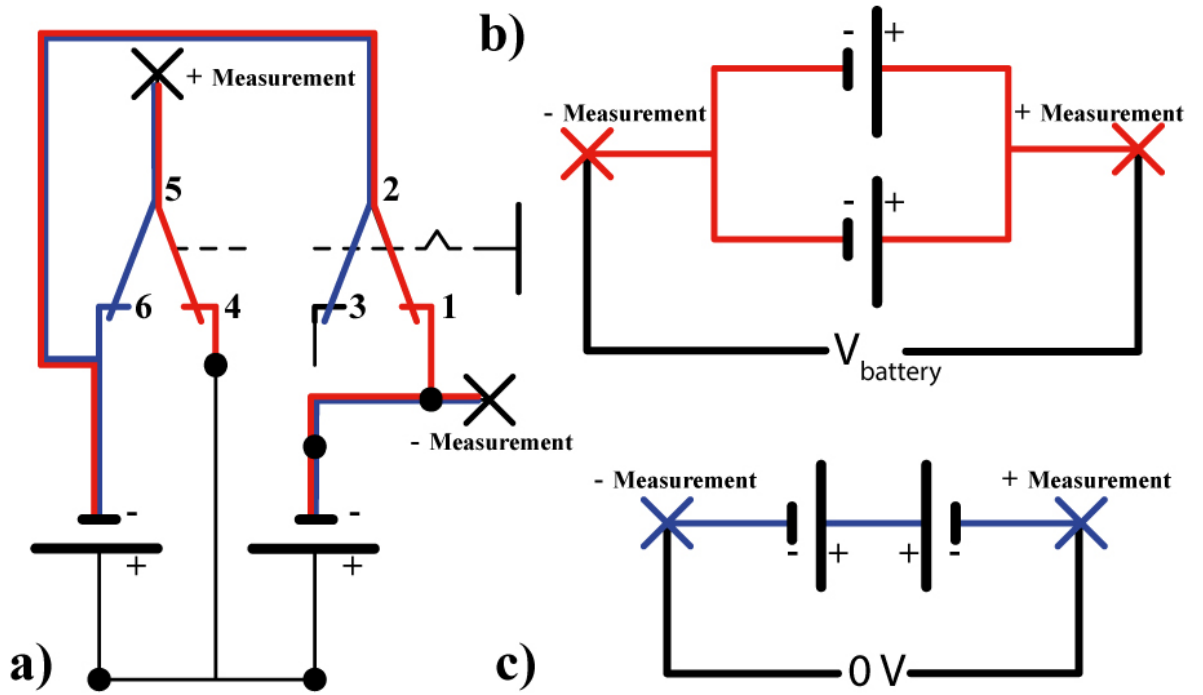 + Measurement
5
2
6
4
3
1
- Measurement
-
+
-
+
a)
b)
-
+
- Measurement
+ Measurement
-
+
V battery
- Measurement
+ Measurement
-
+
+
-
0 V
c)